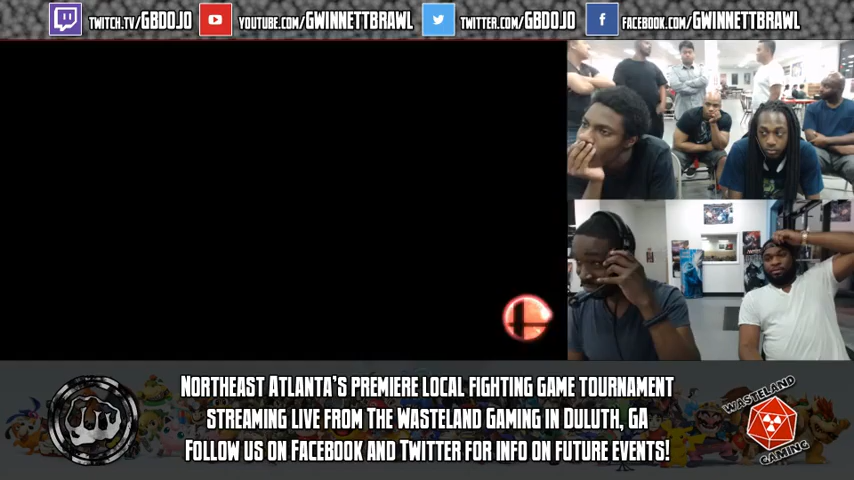 TWITCH.TV/GBDOJO YOUTUBE.COM/GWINNETTBRAWL TWITTER.COM/GBDOJO FACEBOOK.COM/GWINNETTBRAWL
NORTHEAST ATLANTA'S PREMIERE LOCAL FIGHTING GAME TOURNAMENT
STREAMING LIVE FROM THE WASTELAND GAMING IN DULUTH, GA
FOLLOW US ON FACEBOOK AND TWITTER FOR INFO ON FUTURE EVENTS!
WASTELAND
GAMING